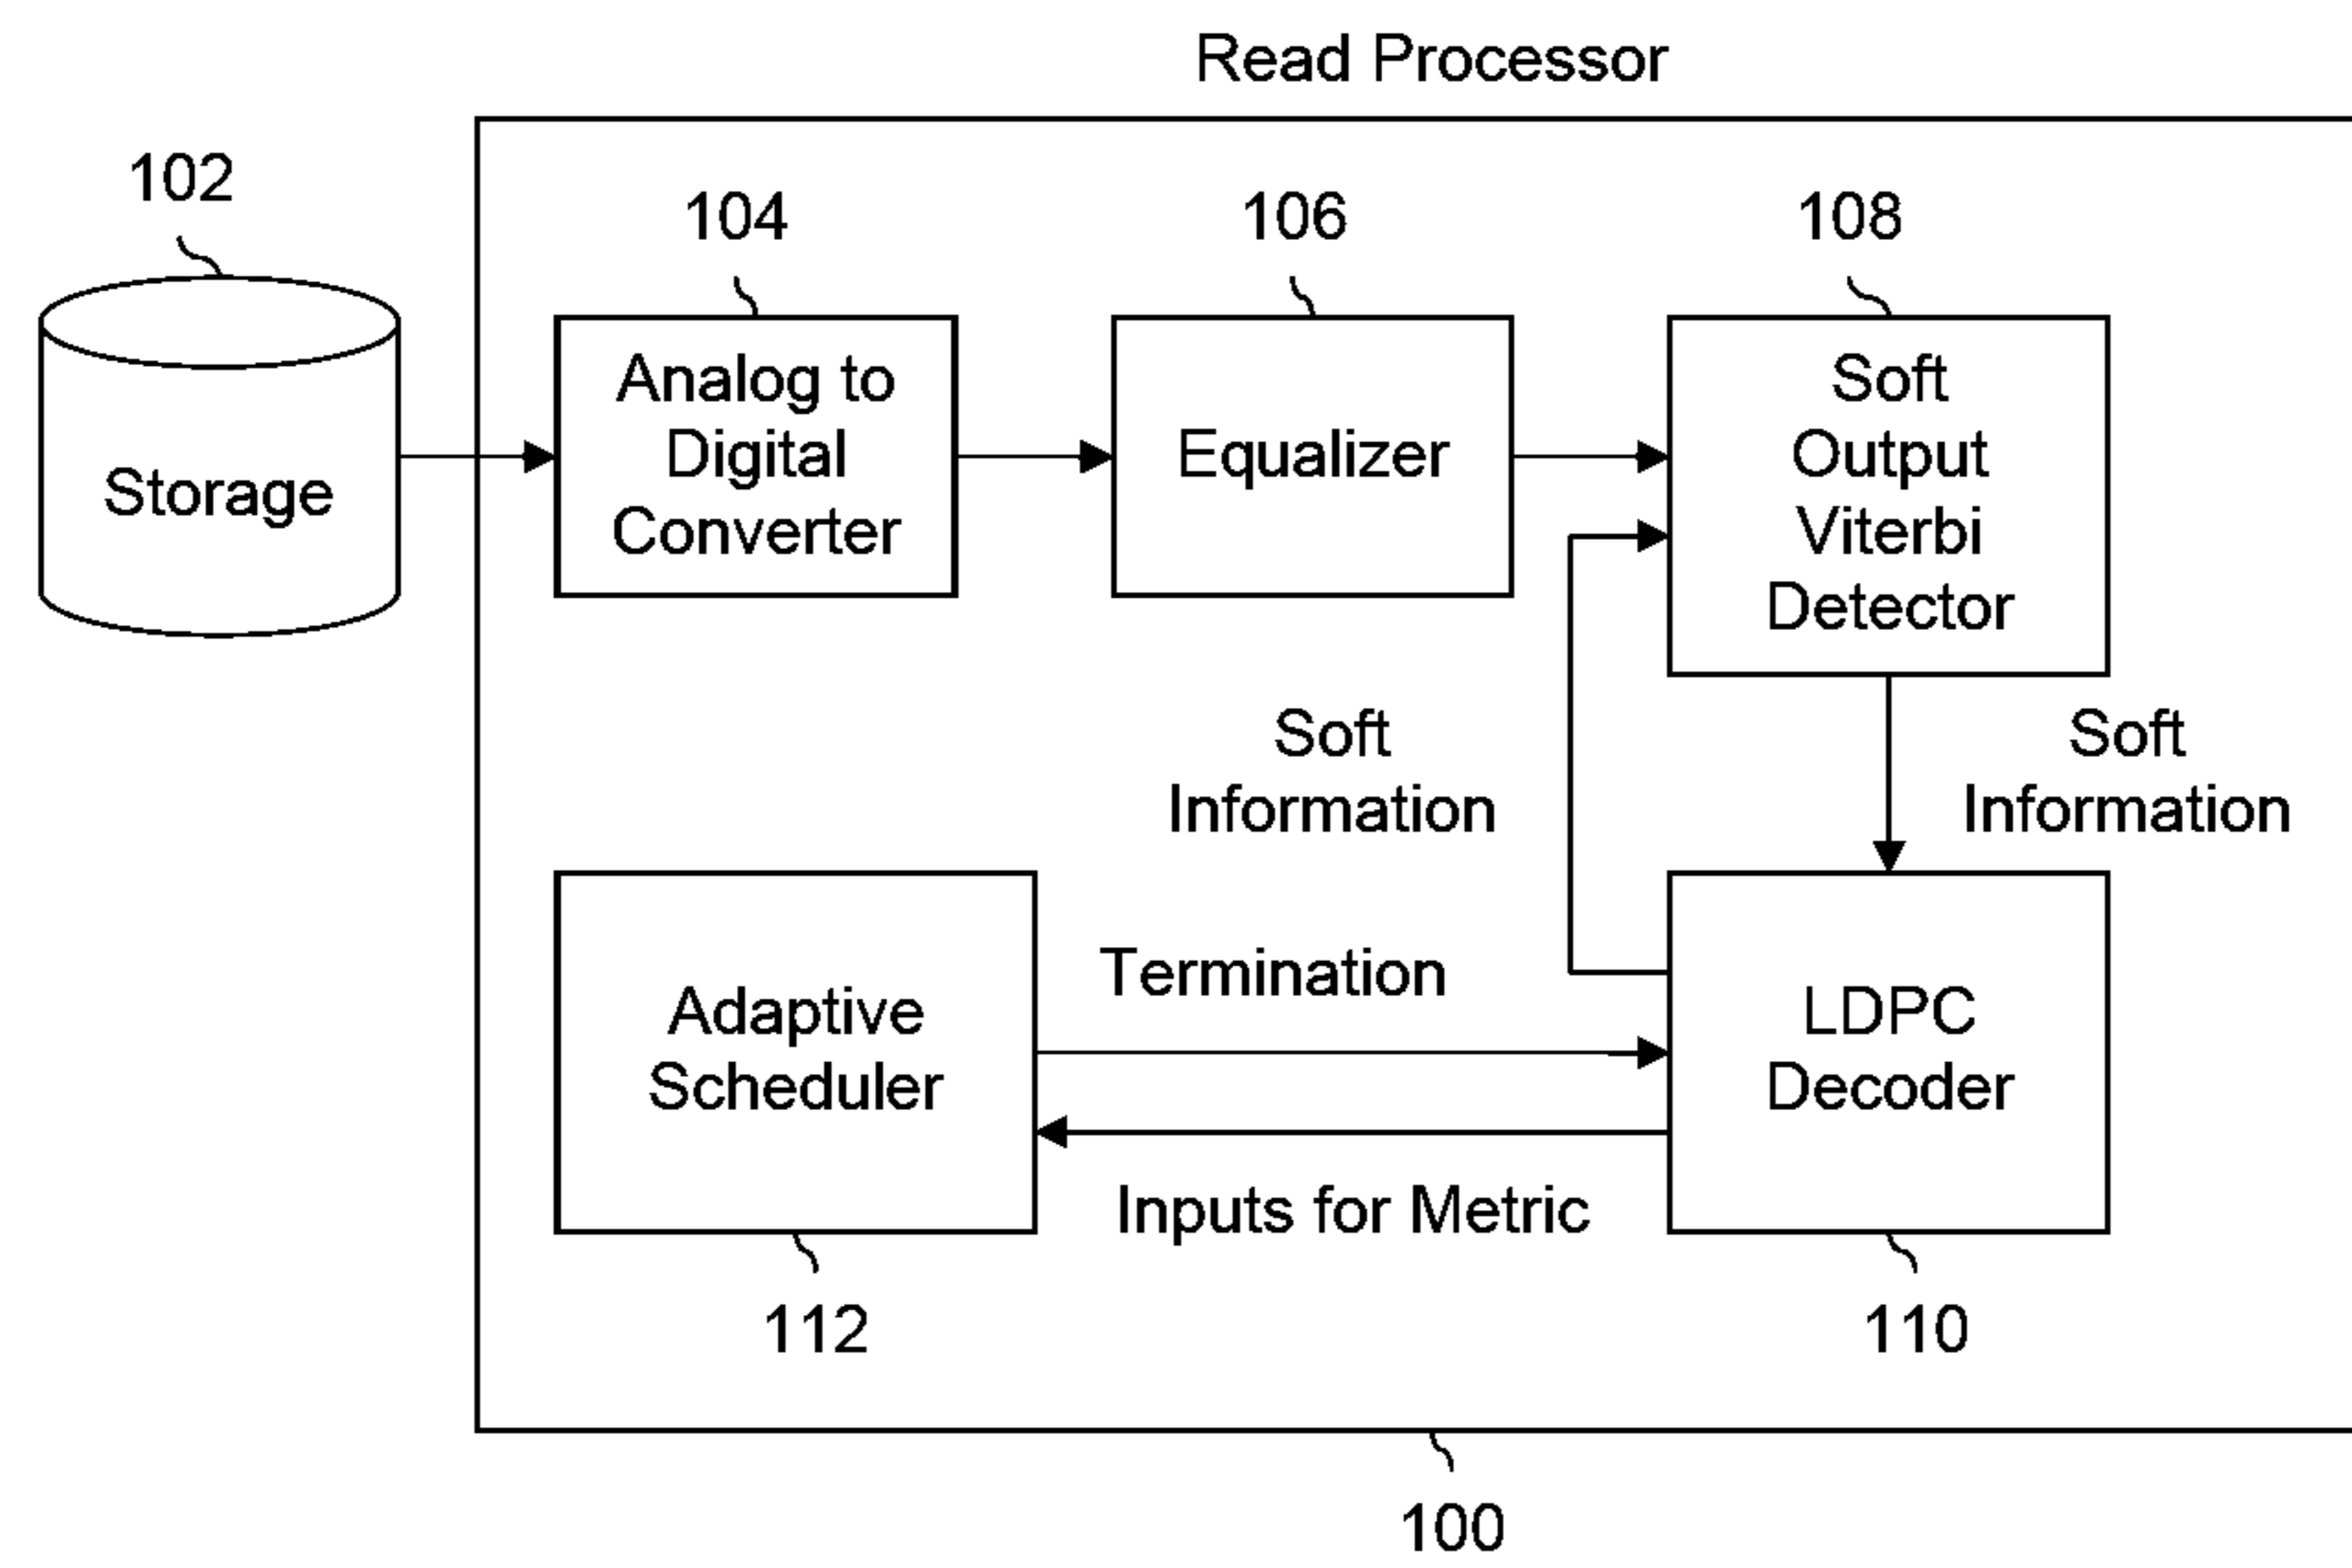 Read Processor
102
104
106
108
Storage
Analog to
Digital
Converter
Equalizer
Soft
Output
Viterbi
Detector
Soft
Information
Soft
Information
Adaptive
Scheduler
Termination
Inputs for Metric
LDPC
Decoder
112
110
100